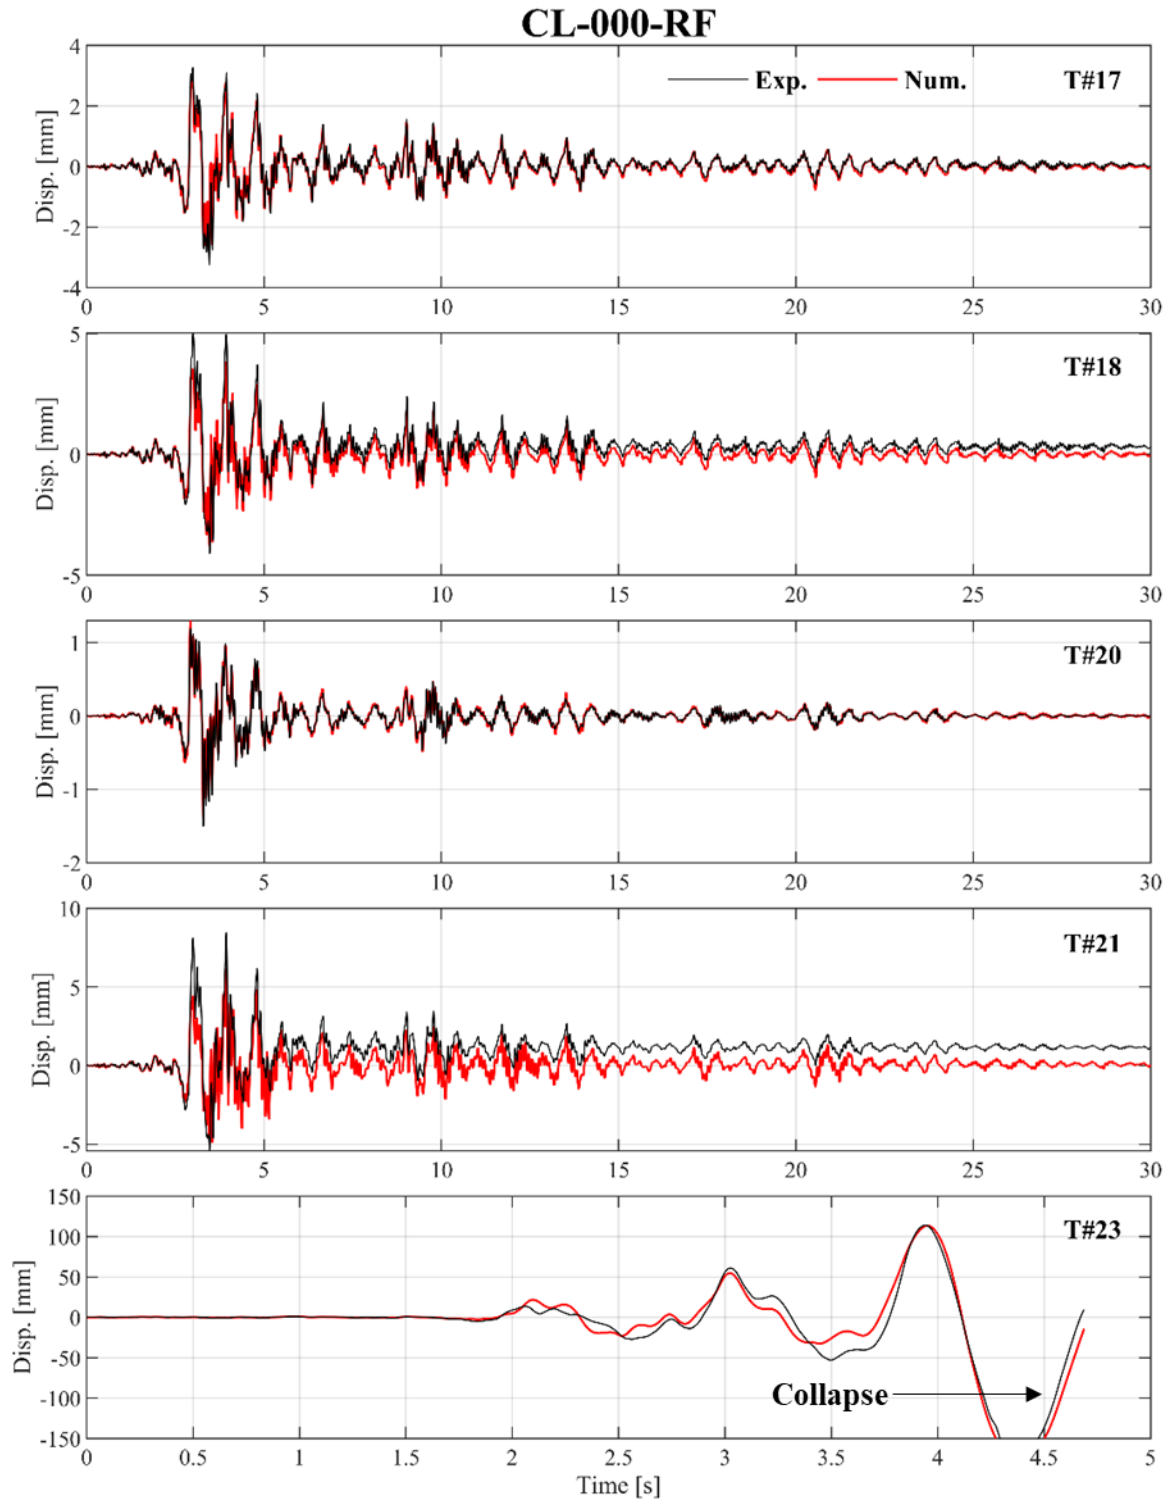 CL-000-RF
4
2
0
-2
-4
Disp. [mm]
Exp.
Num.
T#17
0 5 10 15 20 25 30
5
0
-5
Disp. [mm]
T#18
0 5 10 15 20 25 30
1
0
-1
-2
Disp. [mm]
T#20
0 5 10 15 20 25 30
10
5
0
-5
Disp. [mm]
T#21
0 5 10 15 20 25 30
150
100
50
0
-50
-100
-150
Disp. [mm]
T#23
Collapse
0 0.5 1 1.5 2 2.5 3 3.5 4 4.5 5
Time [s]